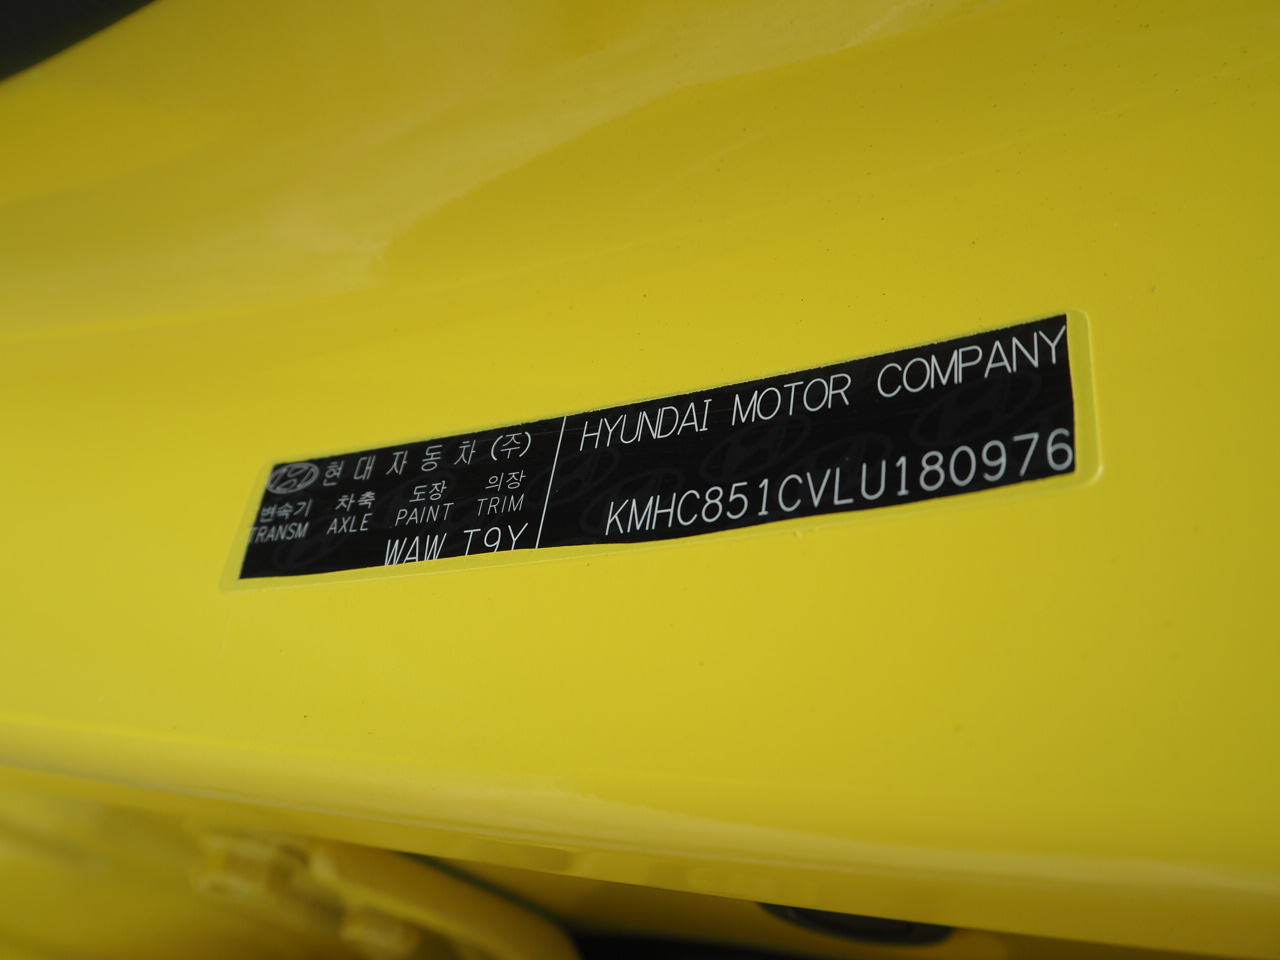 현대자동차(주)
변속기 차축 도장 의장
TRANSM AXLE PAINT TRIM
WAW T9Y
HYUNDAI MOTOR COMPANY
KMHC851CVLU180976